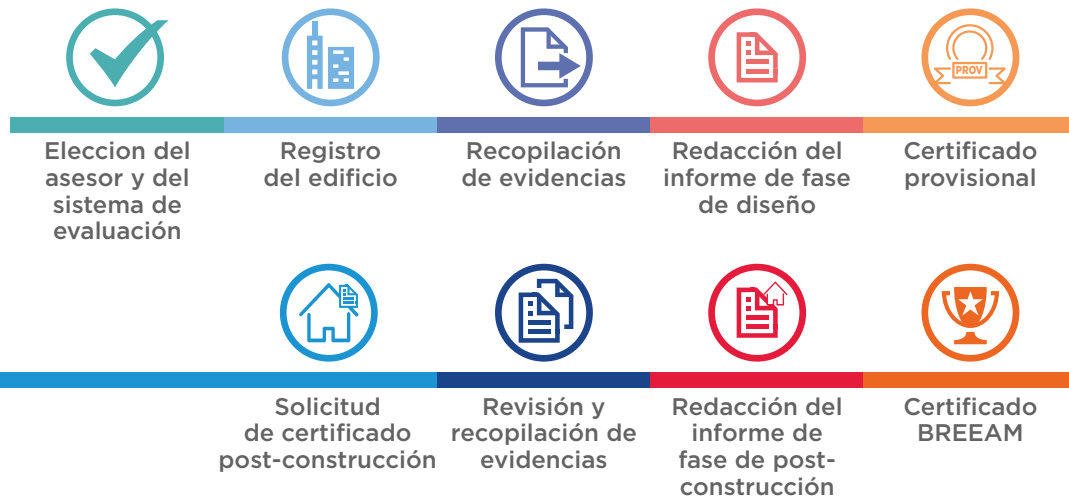 PROV
Eleccion del
asesor y del
sistema de
evaluación
Registro
del edificio
Recopilación
de evidencias
Redacción del
informe de fase
de diseño
Certificado
provisional
Solicitud
de certificado
post-construcción
Revisión y
recopilación de
evidencias
Redacción del
informe de
fase de post-
construcción
Certificado
BREEAM